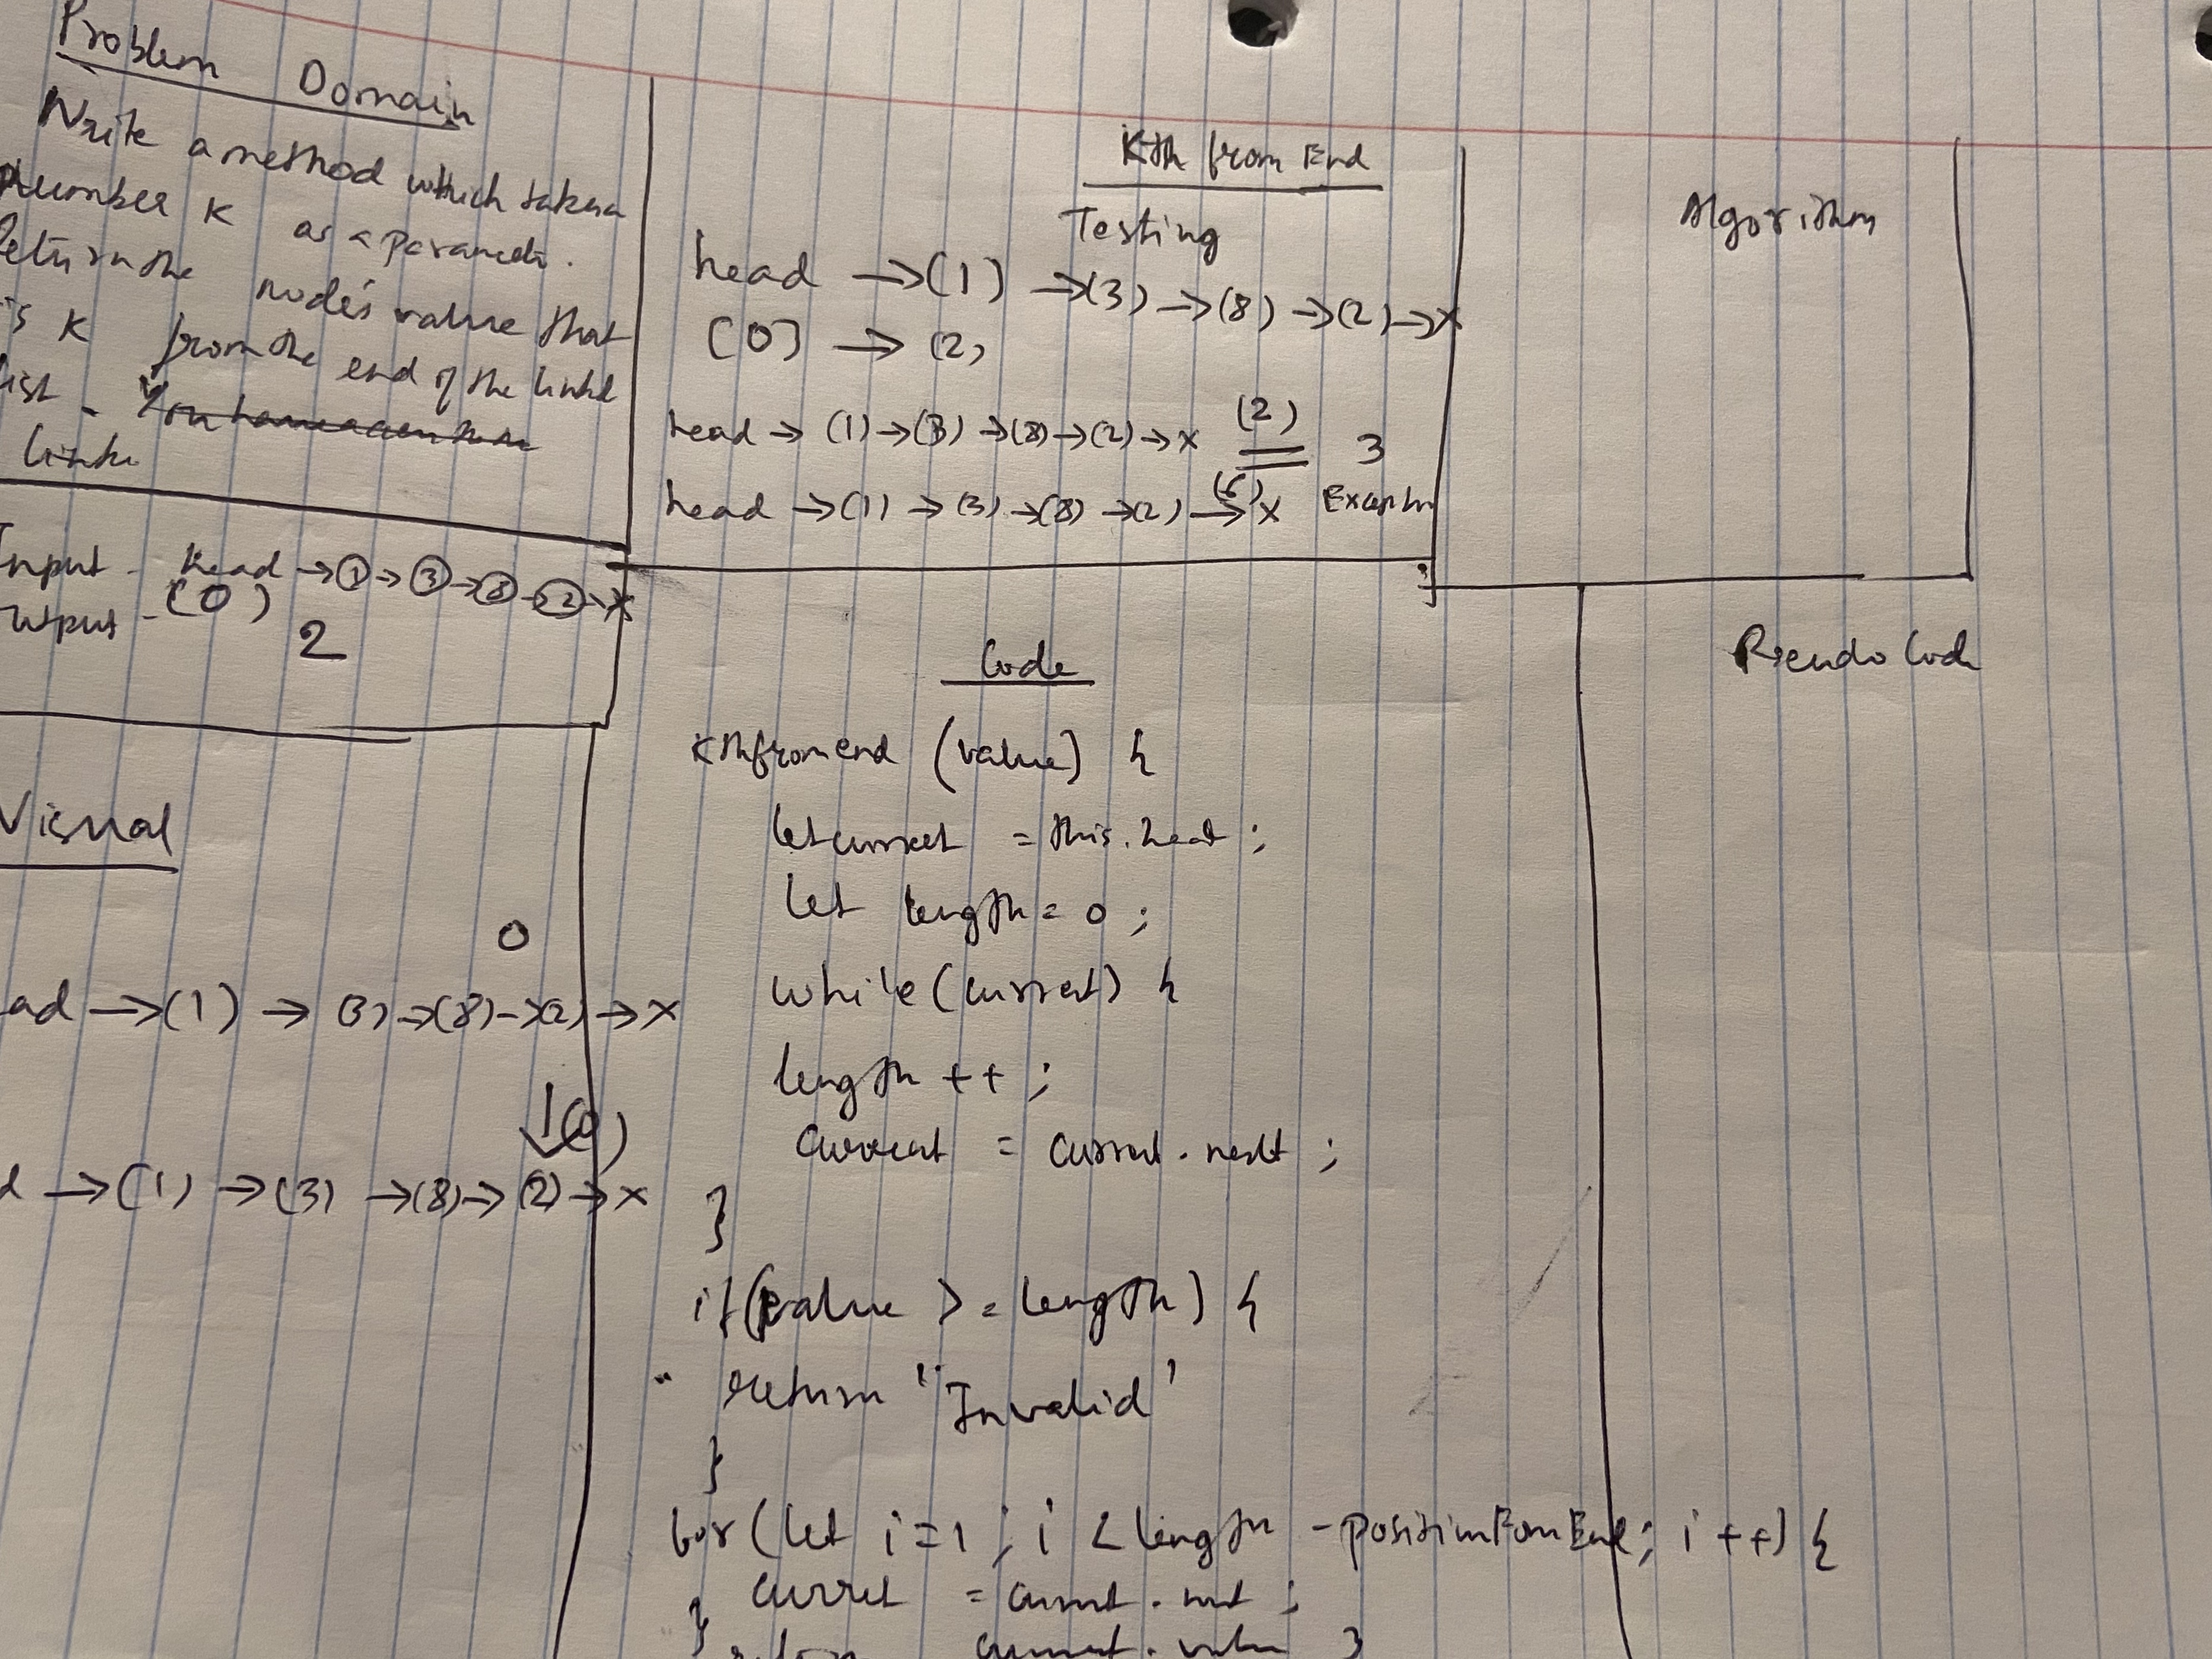 Problem Domain
Write a method which takes a
number K as a parameter.
Return the node's value that
is K from the end of the linked
list -
link
Input - head → (1) → (3) → (8) → (2) → X
(0)
Output - 2
Visual
0
ead → (1) → (3) → (8) → (2) → X
↓ (0)
d → (1) → (3) → (8) → (2) → X
Kth from End
Testing
head → (1) → (3) → (8) → (2) → X
(0) → (2)
head → (1) → (3) → (8) → (2) → X (2) 3
head → (1) → (3) → (8) → (2) → X (6) Exception
Code
kthfromend (value) {
let current = this.head ;
let length = 0 ;
while (current) {
length ++ ;
current = current . next ;
}
if (value >= length) {
return "Invalid'
}
for (let i = 1 ; i < length - positionFromEnd ; i ++) {
current = current . next ;
} return current . value }
Algorithm
Pseudo Code